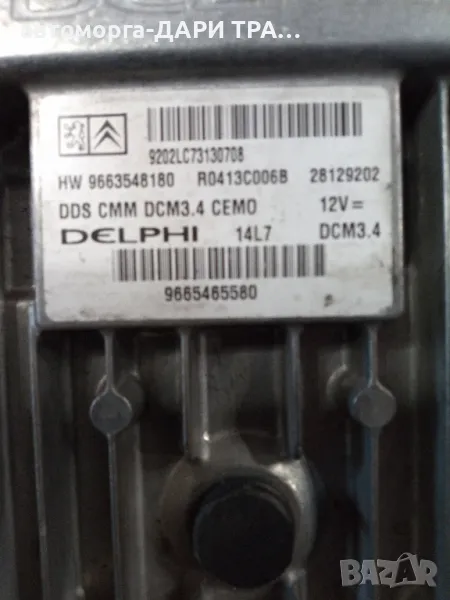 автоморга-ДАРИ ТРА...
9202LC73130708
HW 9663548180 R0413C006B 28129202
DDS CMM DCM3.4 CEMO 12V=
DELPHI 14L7 DCM3.4
9665465580
BAZAR